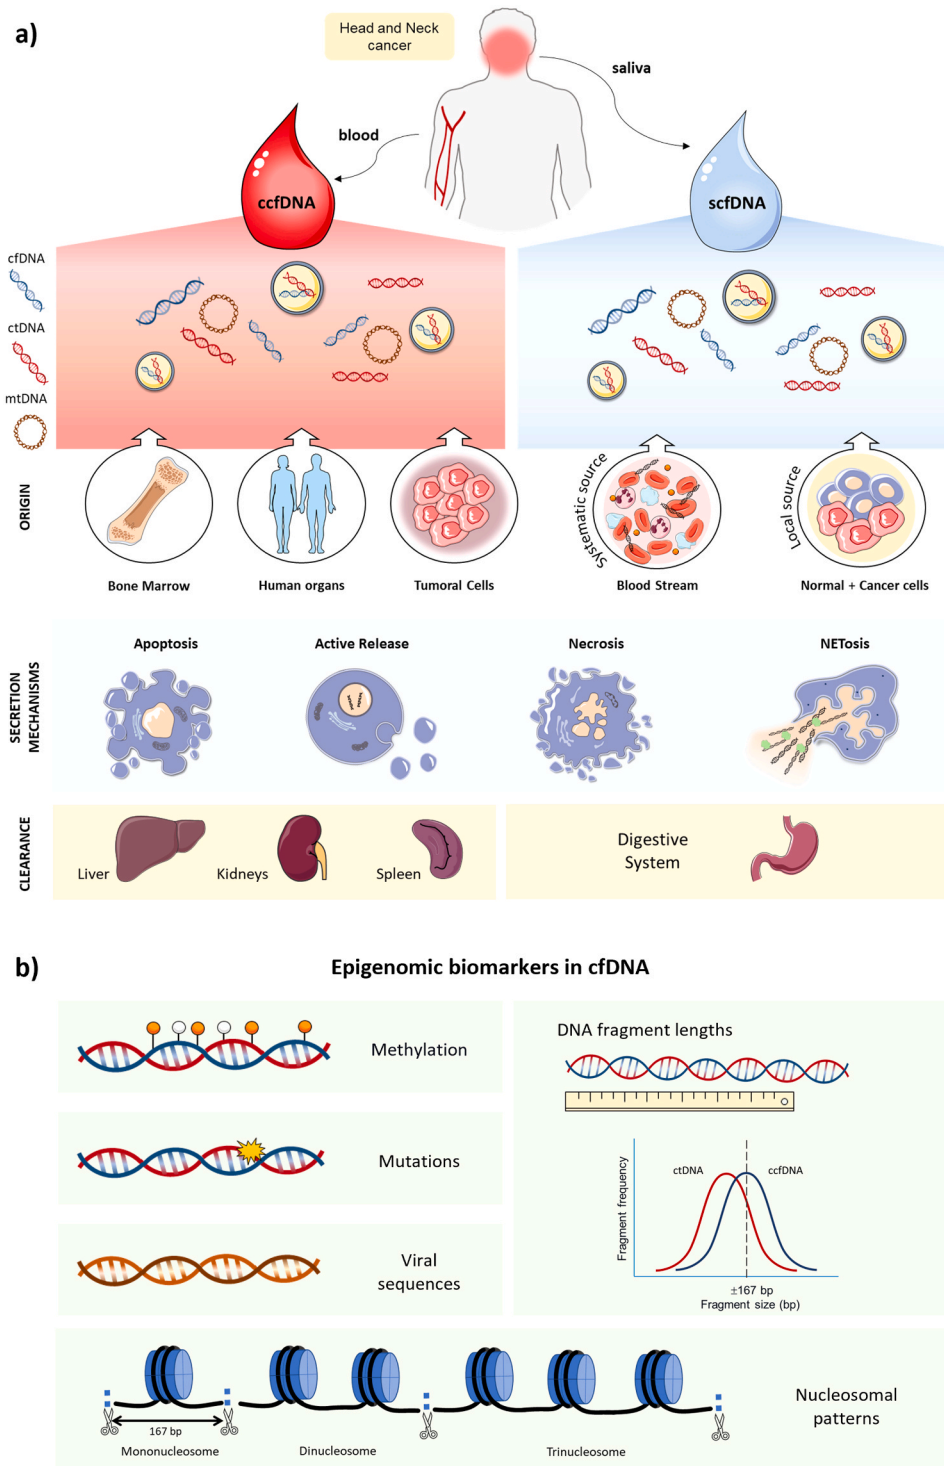 a)
Head and Neck
cancer
saliva
blood
ccfDNA
scfDNA
cfDNA
ctDNA
mtDNA
ORIGIN
Systematic source
Local source
Bone Marrow
Human organs
Tumoral Cells
Blood Stream
Normal + Cancer cells
SECRETION
MECHANISMS
Apoptosis
Active Release
Necrosis
NETosis
CLEARANCE
Liver
Kidneys
Spleen
Digestive
System
b)
Epigenomic biomarkers in cfDNA
Methylation
DNA fragment lengths
Mutations
Viral
sequences
Fragment frequency
ctDNA
ccfDNA
±167 bp
Fragment size (bp)
167 bp
Mononucleosome
Dinucleosome
Trinucleosome
Nucleosomal
patterns